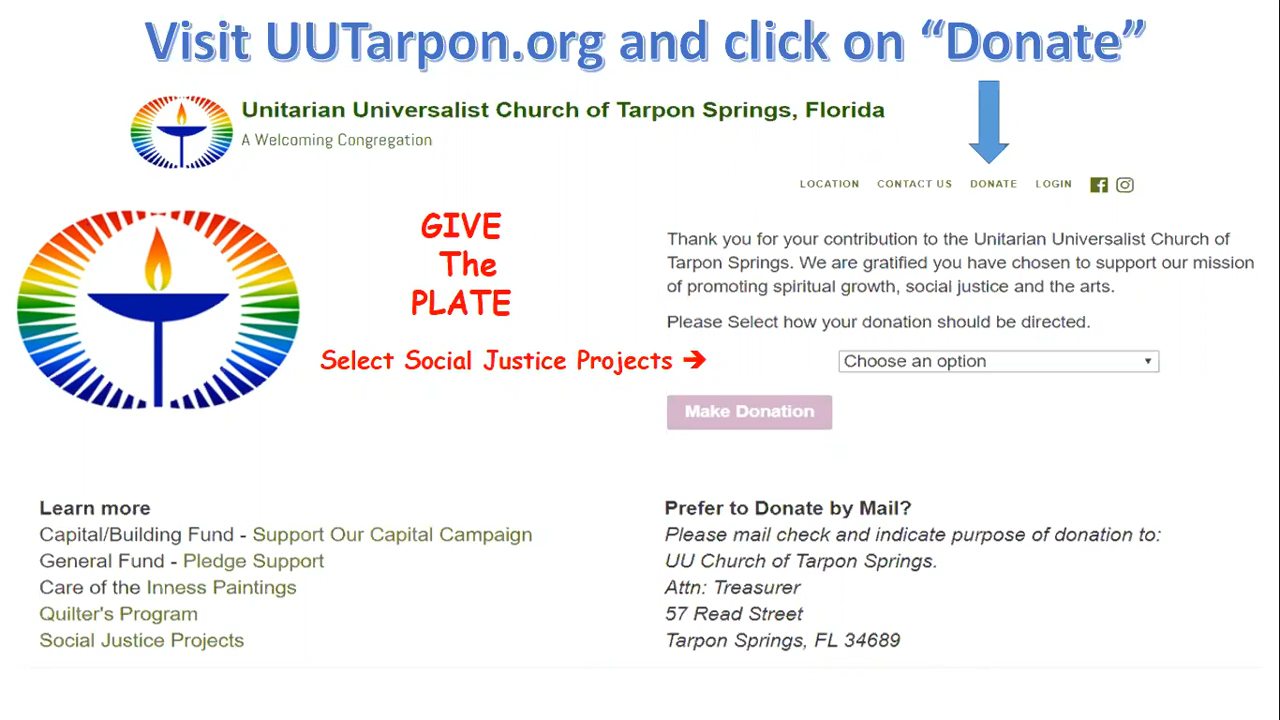 Visit UUTarpon.org and click on “Donate”
Unitarian Universalist Church of Tarpon Springs, Florida
A Welcoming Congregation
LOCATION CONTACT US DONATE LOGIN
GIVE
The
PLATE
Select Social Justice Projects →
Thank you for your contribution to the Unitarian Universalist Church of
Tarpon Springs. We are gratified you have chosen to support our mission
of promoting spiritual growth, social justice and the arts.
Please Select how your donation should be directed.
Choose an option
Make Donation
Learn more
Capital/Building Fund - Support Our Capital Campaign
General Fund - Pledge Support
Care of the Inness Paintings
Quilter's Program
Social Justice Projects
Prefer to Donate by Mail?
Please mail check and indicate purpose of donation to:
UU Church of Tarpon Springs.
Attn: Treasurer
57 Read Street
Tarpon Springs, FL 34689